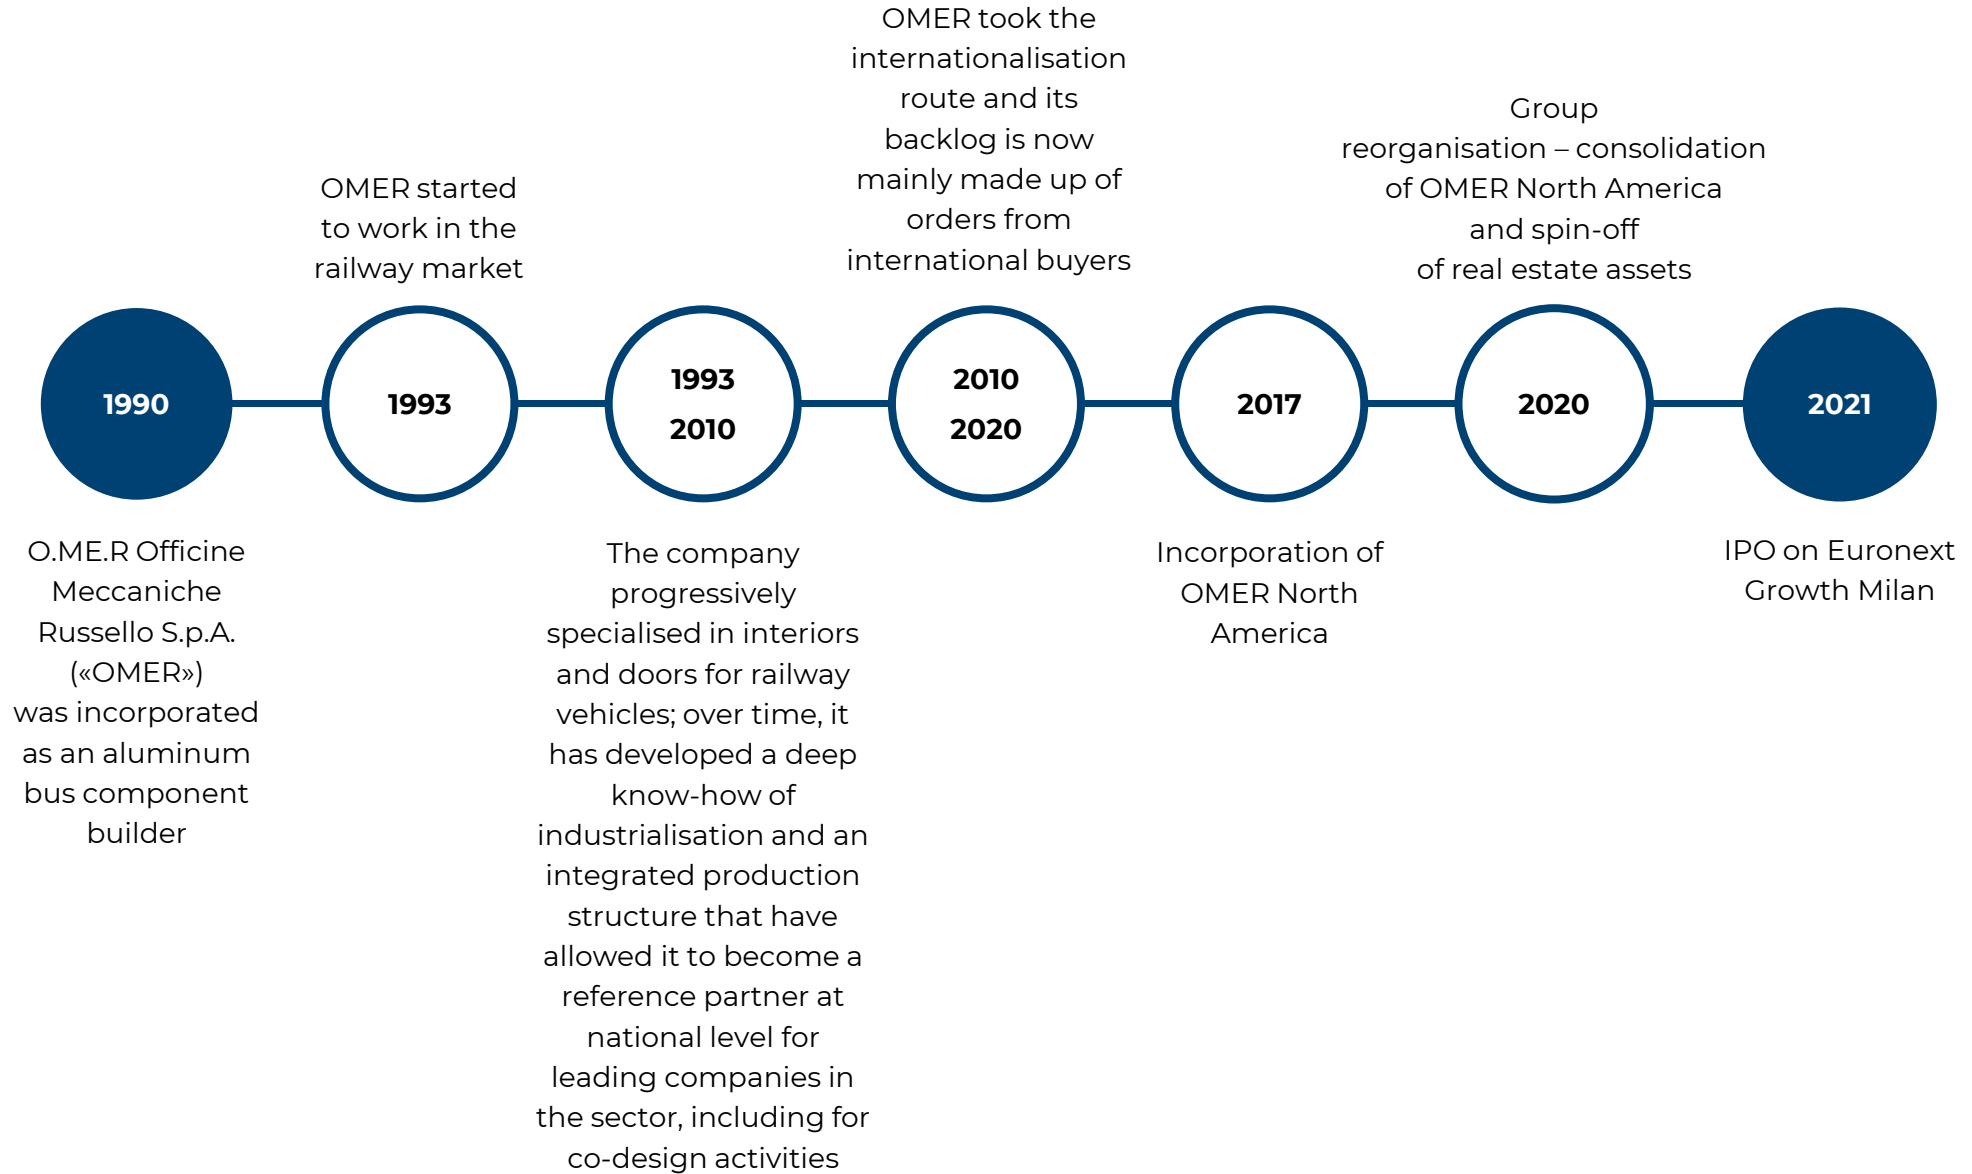 1990
O.ME.R Officine
Meccaniche
Russello S.p.A.
(«OMER»)
was incorporated
as an aluminum
bus component
builder
OMER started
to work in the
railway market
1993
1993
2010
The company
progressively
specialised in interiors
and doors for railway
vehicles; over time, it
has developed a deep
know-how of
industrialisation and an
integrated production
structure that have
allowed it to become a
reference partner at
national level for
leading companies in
the sector, including for
co-design activities
OMER took the
internationalisation
route and its
backlog is now
mainly made up of
orders from
international buyers
2010
2020
2017
Incorporation of
OMER North
America
Group
reorganisation – consolidation
of OMER North America
and spin-off
of real estate assets
2020
2021
IPO on Euronext
Growth Milan